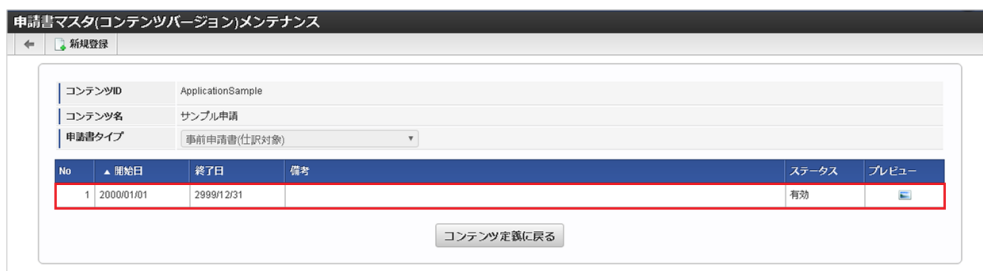 申請書マスタ(コンテンツバージョン)メンテナンス
新規登録
コンテンツID ApplicationSample
コンテンツ名 サンプル申請
申請書タイプ 事前申請書(仕訳対象)
No ▲ 開始日 終了日 備考 ステータス プレビュー
1 2000/01/01 2999/12/31 有効
コンテンツ定義に戻る